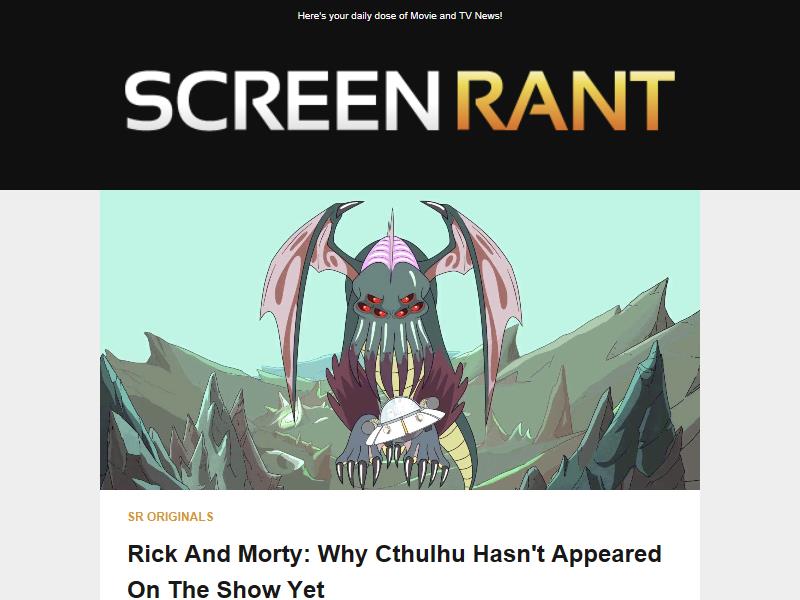 Here's your daily dose of Movie and TV News!
SCREEN RANT
SR ORIGINALS
Rick And Morty: Why Cthulhu Hasn't Appeared
On The Show Yet